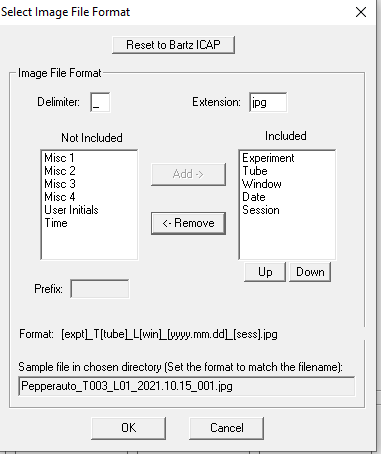 Select Image File Format
Reset to Bartz ICAP
Image File Format
Delimiter: _
Extension: jpg
Not Included
Misc 1
Misc 2
Misc 3
Misc 4
User Initials
Time
Add ->
<- Remove
Included
Experiment
Tube
Window
Date
Session
Up Down
Prefix:
Format: [expt]_T[tube]_L[win]_[yyyy.mm.dd]_[sess].jpg
Sample file in chosen directory (Set the format to match the filename):
Pepperauto_T003_L01_2021.10.15_001.jpg
OK Cancel